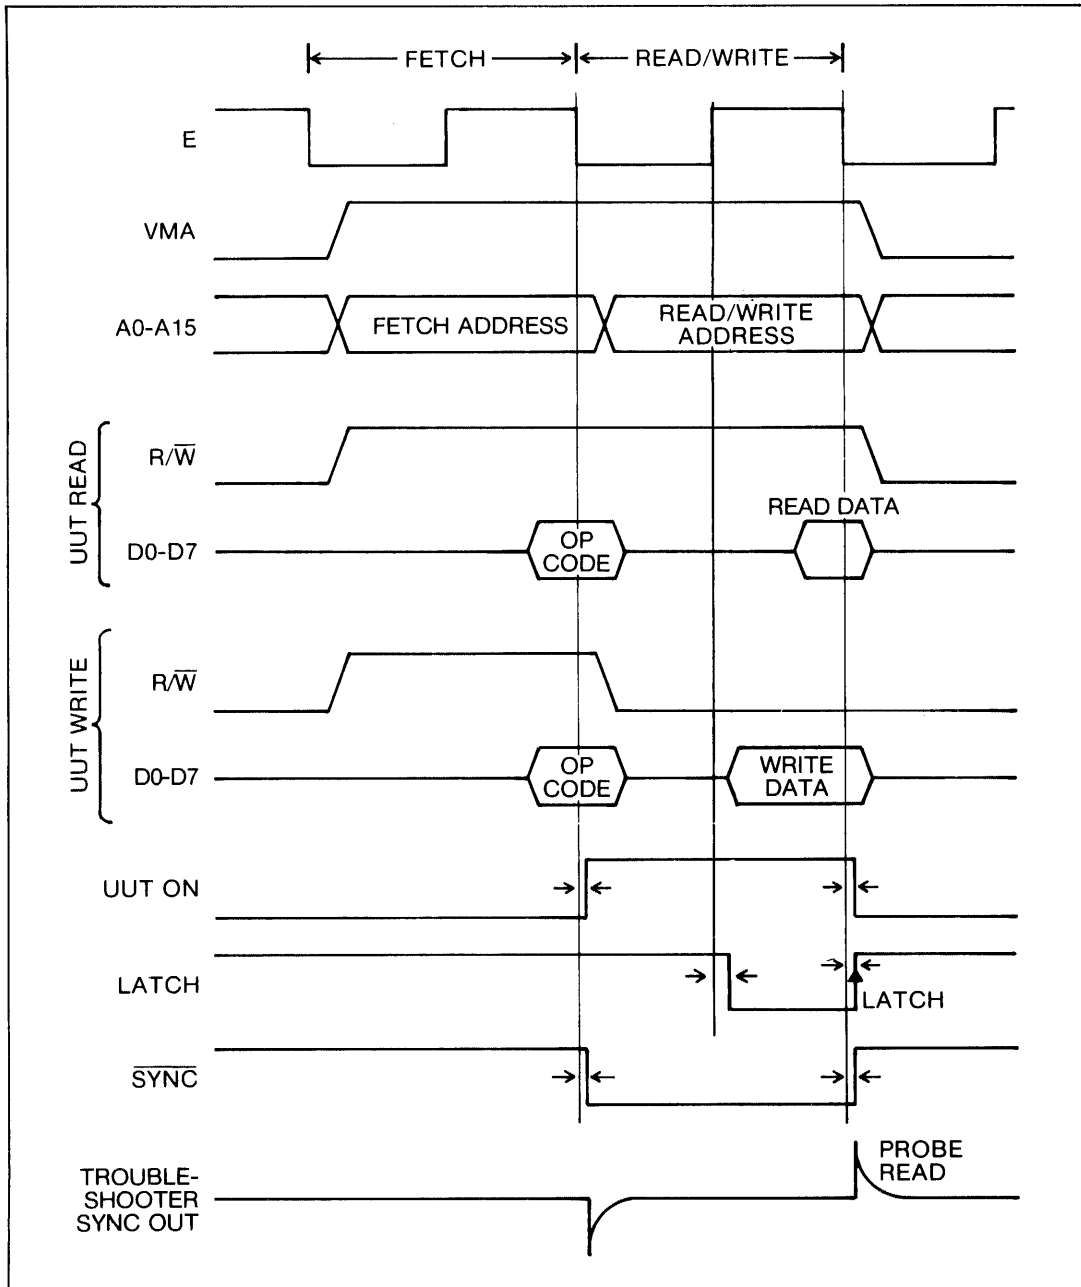 FETCH
READ/WRITE
E
VMA
A0-A15
FETCH ADDRESS
READ/WRITE
ADDRESS
UUT READ
R/W̅
READ DATA
D0-D7
OP
CODE
UUT WRITE
R/W̅
D0-D7
OP
CODE
WRITE
DATA
UUT ON
LATCH
LATCH
S̅Y̅N̅C̅
TROUBLE-
SHOOTER
SYNC OUT
PROBE
READ